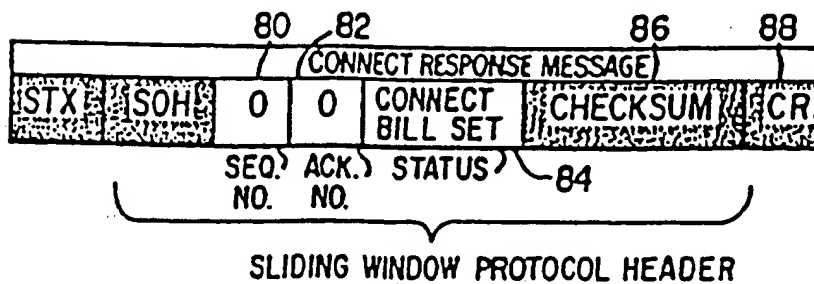 80 82 86 88
CONNECT RESPONSE MESSAGE
STX SOH 0 0 CONNECT BILL SET CHECKSUM CR
SEQ. NO. ACK. NO. STATUS 84
SLIDING WINDOW PROTOCOL HEADER